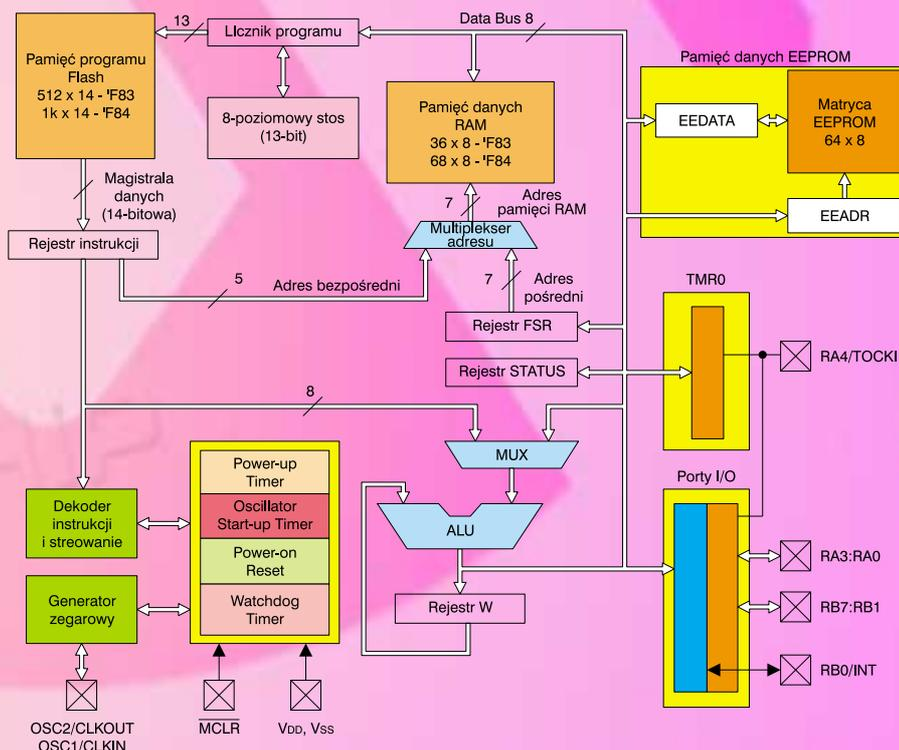 13
Licznik programu
Data Bus 8
Pamięć programu
Flash
512 x 14 - 'F83
1k x 14 - 'F84
8-poziomowy stos
(13-bit)
Pamięć danych
RAM
36 x 8 - 'F83
68 x 8 - 'F84
Pamięć danych EEPROM
EEDATA
Matryca
EEPROM
64 x 8
EEADR
Magistrala
danych
(14-bitowa)
Rejestr instrukcji
7
Adres
pamięci RAM
Multiplekser
adresu
5
Adres bezpośredni
7
Adres
pośredni
Rejestr FSR
Rejestr STATUS
TMR0
RA4/TOCKI
8
MUX
ALU
Rejestr W
Porty I/O
RA3:RA0
RB7:RB1
RB0/INT
Dekoder
instrukcji
i streowanie
Generator
zegarowy
Power-up
Timer
Oscillator
Start-up Timer
Power-on
Reset
Watchdog
Timer
OSC2/CLKOUT
OSC1/CLKIN
MCLR
VDD, VSS